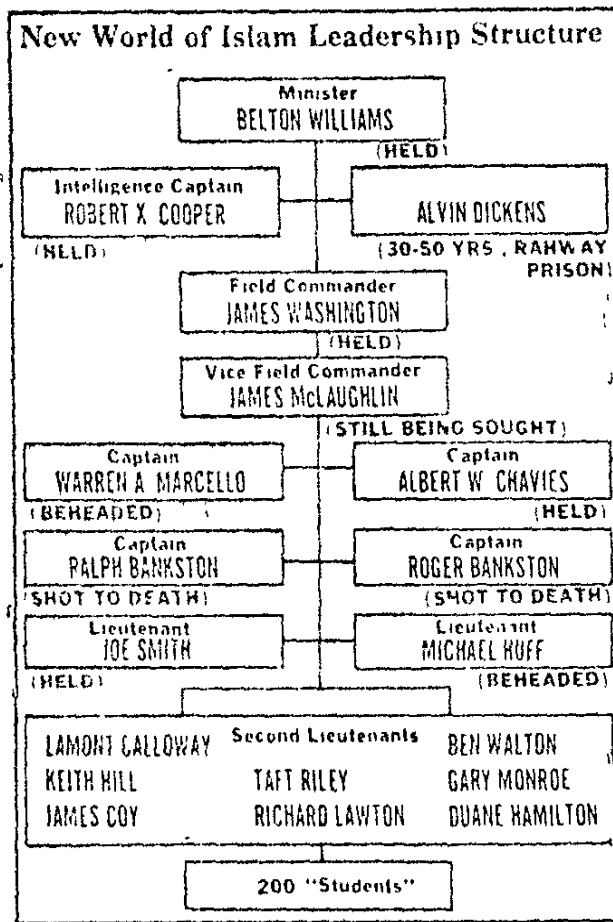 New World of Islam Leadership Structure
Minister
BELTON WILLIAMS
(HELD)
Intelligence Captain
ROBERT X COOPER
(HELD)
ALVIN DICKENS
(30-50 YRS, RAHWAY
PRISON)
Field Commander
JAMES WASHINGTON
(HELD)
Vice Field Commander
JAMES McLAUGHLIN
(STILL BEING SOUGHT)
Captain
WARREN A MARCELLO
(BEHEADED)
Captain
ALBERT W CHAVIES
(HELD)
Captain
RALPH BANKSTON
(SHOT TO DEATH)
Captain
ROGER BANKSTON
(SHOT TO DEATH)
Lieutenant
JOE SMITH
(HELD)
Lieutenant
MICHAEL HUFF
(BEHEADED)
Second Lieutenants
LAMONT GALLOWAY
BEN WALTON
KEITH HILL
TAFT RILEY
GARY MONROE
JAMES COY
RICHARD LAWTON
DUANE HAMILTON
200 "Students"